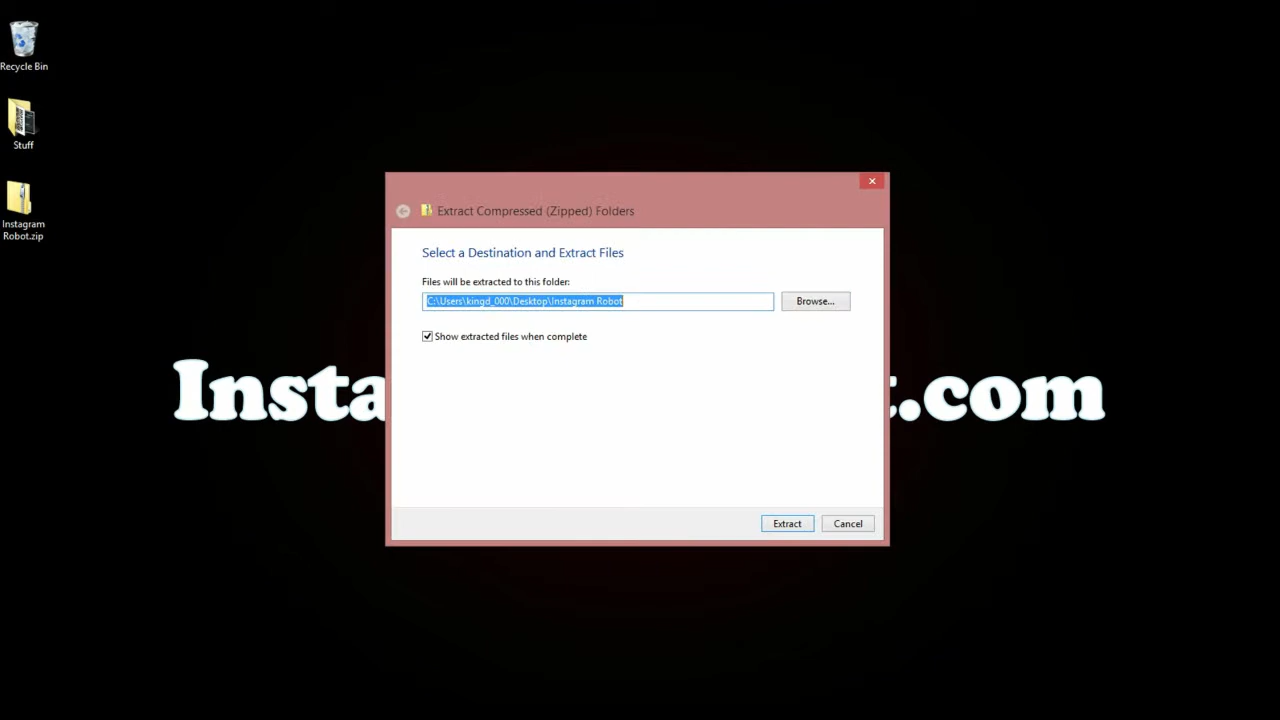 Recycle Bin
Stuff
Instagram
Robot.zip
Extract Compressed (Zipped) Folders
Select a Destination and Extract Files
Files will be extracted to this folder:
C:\Users\kingd_000\Desktop\Instagram Robot
Browse...
Show extracted files when complete
Insta
.com
Extract
Cancel